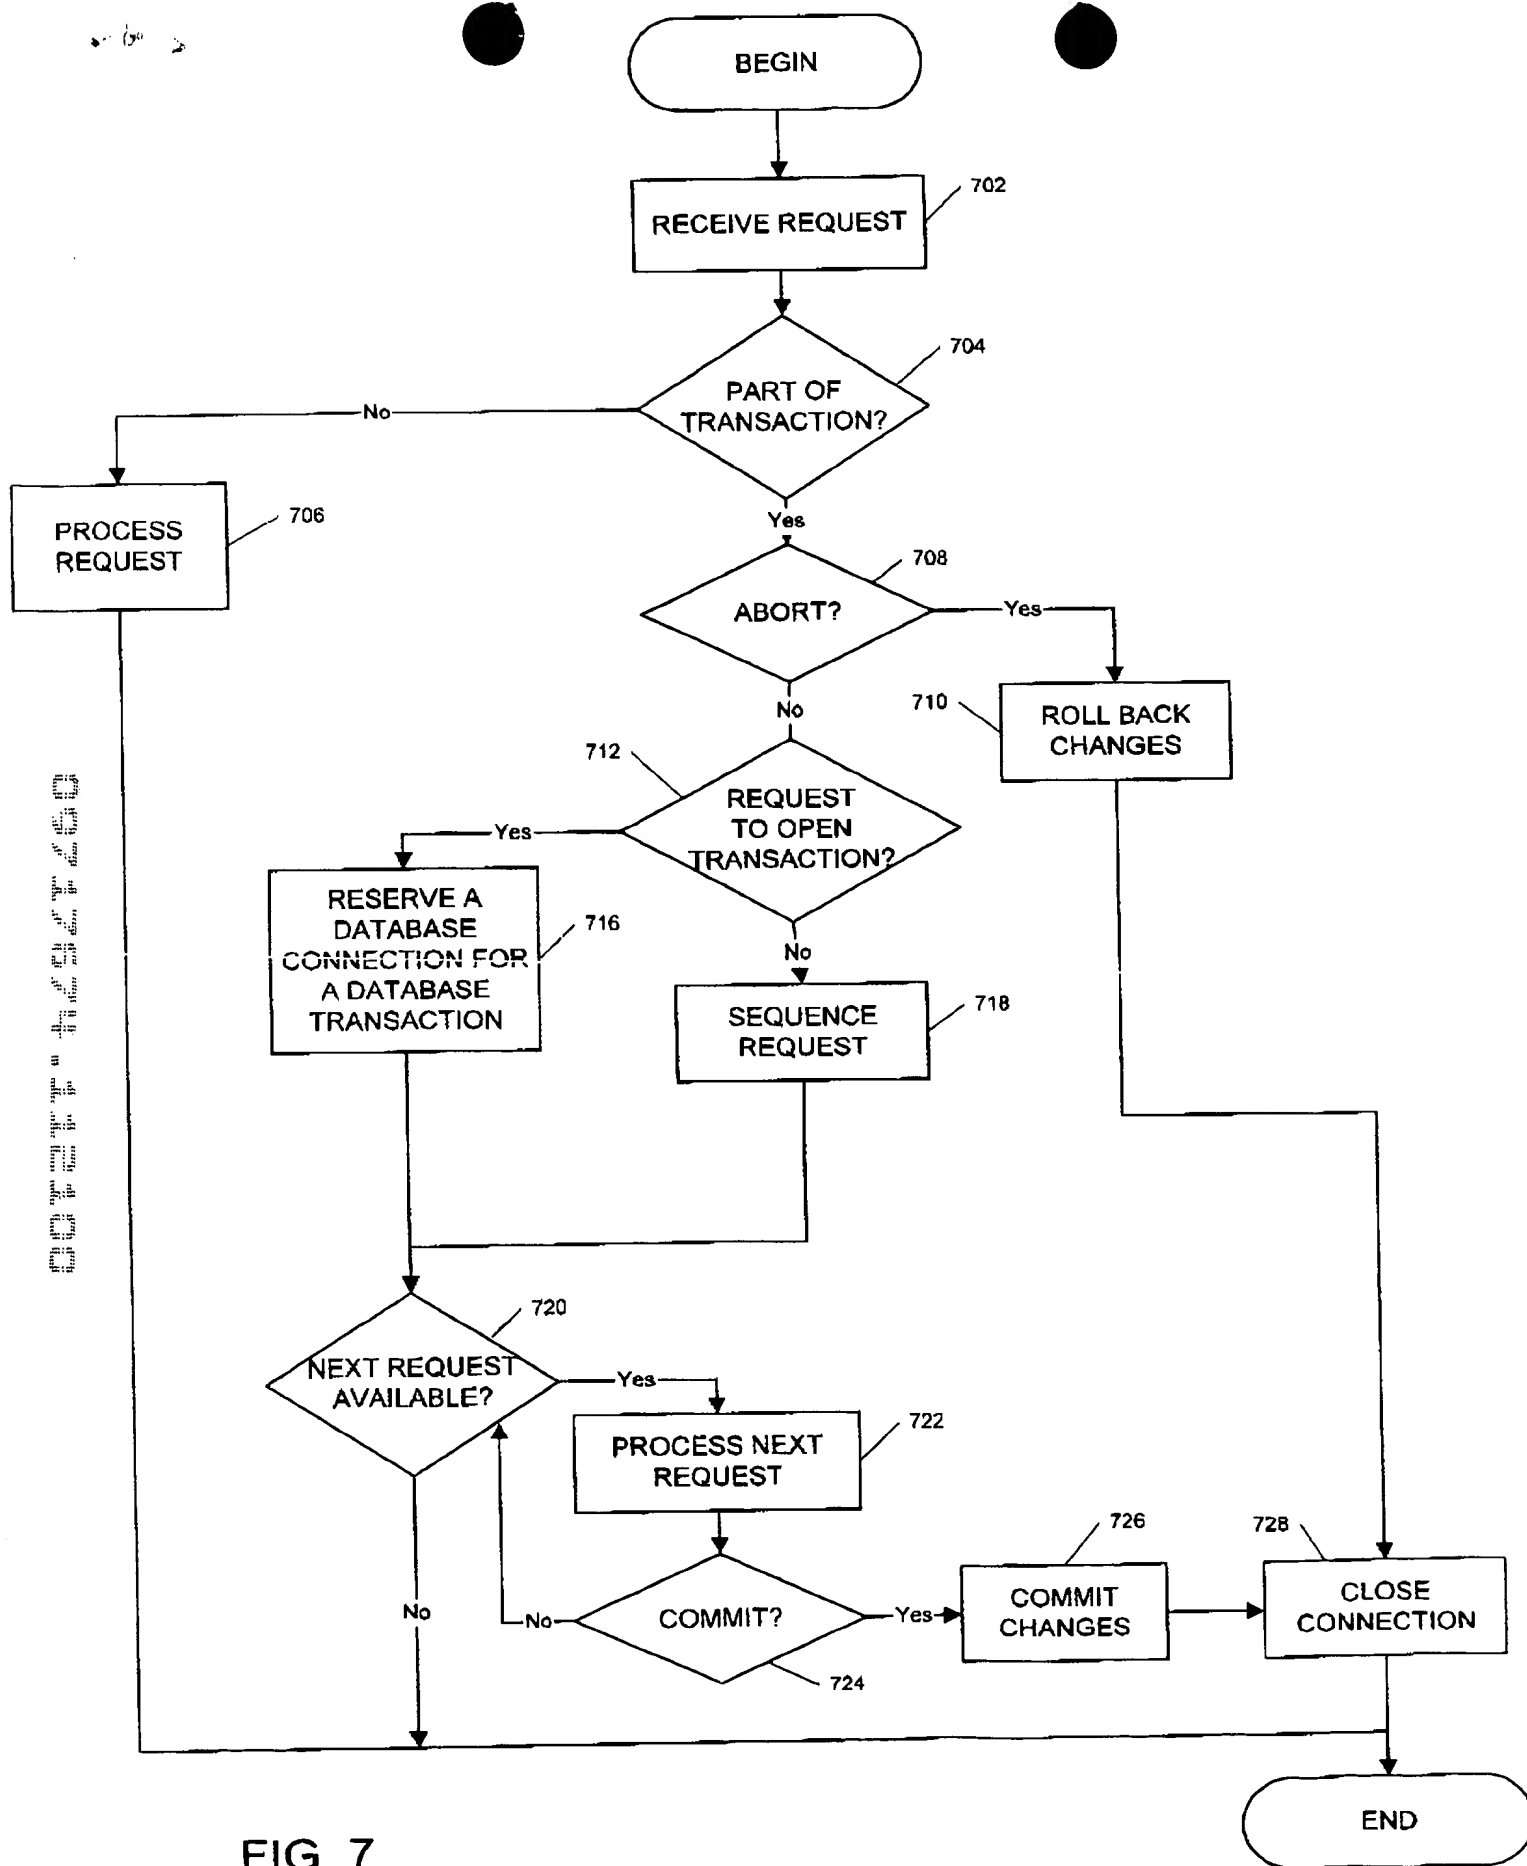 BEGIN
702
RECEIVE REQUEST
704
PART OF
TRANSACTION?
No
706
PROCESS
REQUEST
Yes
708
ABORT?
Yes
710
ROLL BACK
CHANGES
No
712
REQUEST
TO OPEN
TRANSACTION?
Yes
716
RESERVE A
DATABASE
CONNECTION FOR
A DATABASE
TRANSACTION
No
718
SEQUENCE
REQUEST
720
NEXT REQUEST
AVAILABLE?
Yes
722
PROCESS NEXT
REQUEST
No
No
COMMIT?
724
Yes
726
COMMIT
CHANGES
728
CLOSE
CONNECTION
END
FIG. 7